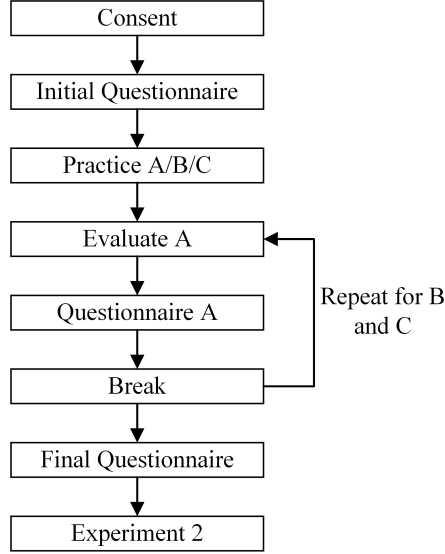 Consent
Initial Questionnaire
Practice A/B/C
Evaluate A
Questionnaire A
Repeat for B
and C
Break
Final Questionnaire
Experiment 2